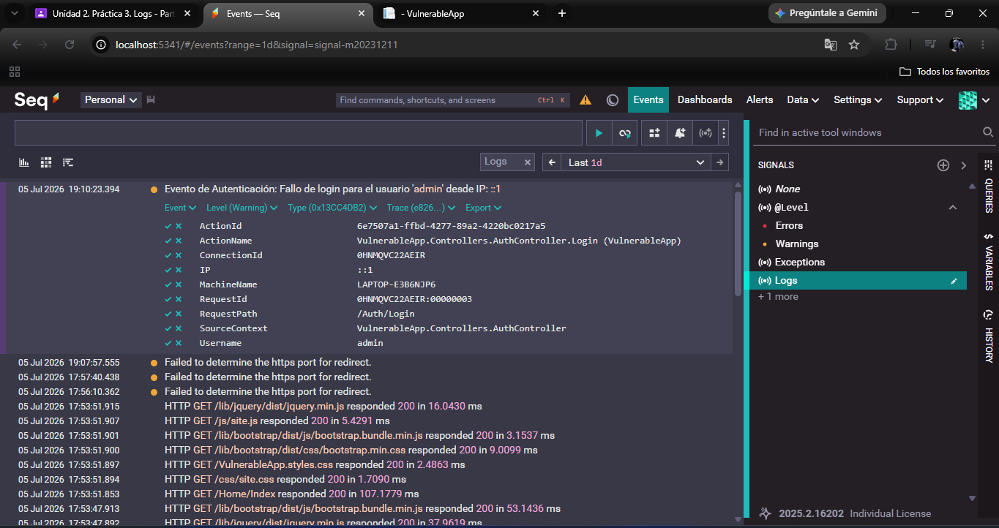 Unidad 2. Práctica 3. Logs - Part
Events — Seq
- VulnerableApp
Pregúntale a Gemini
localhost:5341/#/events?range=1d&signal=signal-m20231211
Todos los favoritos
Seq
Personal
Find commands, shortcuts, and screens
Ctrl K
Events
Dashboards
Alerts
Data
Settings
Support
Find in active tool windows
Logs
Last 1d
SIGNALS
None
@Level
Errors
Warnings
Exceptions
Logs
+ 1 more
QUERIES
VARIABLES
HISTORY
05 Jul 2026 19:10:23.394 Evento de Autenticación: Fallo de login para el usuario 'admin' desde IP: ::1
Event Level (Warning) Type (0x13CC4DB2) Trace (e826...) Export
ActionId 6e7507a1-ffbd-4277-89a2-4220bc0217a5
ActionName VulnerableApp.Controllers.AuthController.Login (VulnerableApp)
ConnectionId 0HNMQVC22AEIR
IP ::1
MachineName LAPTOP-E3B6NJP6
RequestId 0HNMQVC22AEIR:00000003
RequestPath /Auth/Login
SourceContext VulnerableApp.Controllers.AuthController
Username admin
05 Jul 2026 19:07:57.555 Failed to determine the https port for redirect.
05 Jul 2026 17:57:40.438 Failed to determine the https port for redirect.
05 Jul 2026 17:56:10.362 Failed to determine the https port for redirect.
05 Jul 2026 17:53:51.915 HTTP GET /lib/jquery/dist/jquery.min.js responded 200 in 16.0430 ms
05 Jul 2026 17:53:51.907 HTTP GET /js/site.js responded 200 in 5.4291 ms
05 Jul 2026 17:53:51.901 HTTP GET /lib/bootstrap/dist/js/bootstrap.bundle.min.js responded 200 in 3.1537 ms
05 Jul 2026 17:53:51.900 HTTP GET /lib/bootstrap/dist/css/bootstrap.min.css responded 200 in 9.0099 ms
05 Jul 2026 17:53:51.897 HTTP GET /VulnerableApp.styles.css responded 200 in 2.4863 ms
05 Jul 2026 17:53:51.894 HTTP GET /css/site.css responded 200 in 1.7090 ms
05 Jul 2026 17:53:51.853 HTTP GET /Home/Index responded 200 in 107.1779 ms
05 Jul 2026 17:53:47.913 HTTP GET /lib/bootstrap/dist/js/bootstrap.bundle.min.js responded 200 in 53.1436 ms
05 Jul 2026 17:53:47.892 HTTP GET /lib/jquery/dist/jquery.min.js responded 200 in 37.9619 ms
2025.2.16202 Individual License